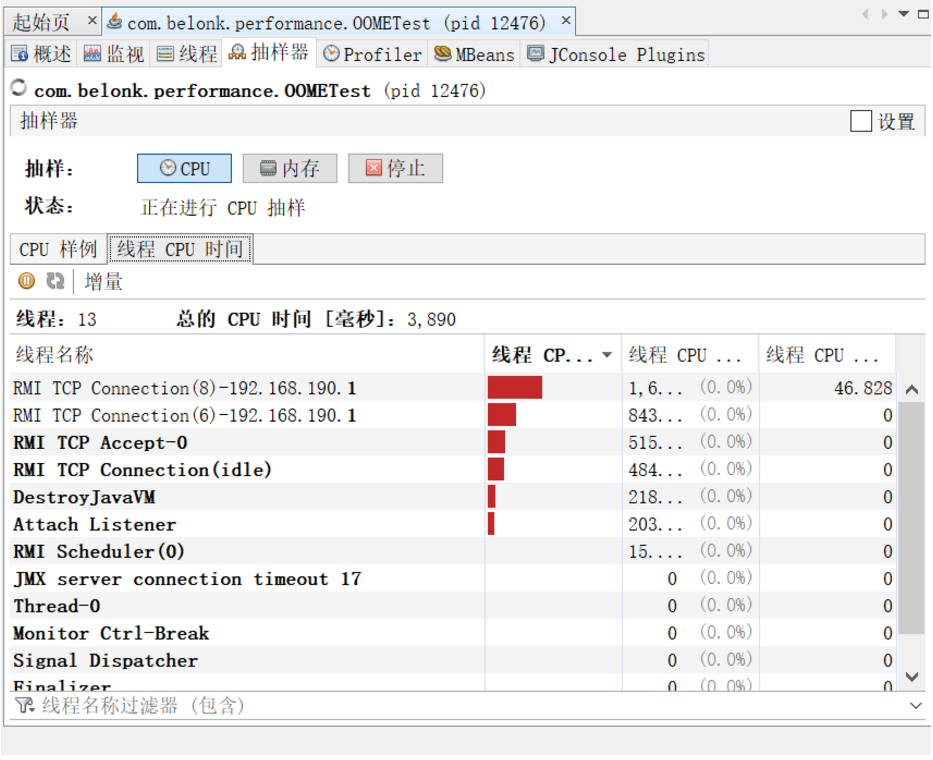 起始页 × com.belonk.performance.OOMETest (pid 12476) ×
概述 监视 线程 抽样器 Profiler MBeans JConsole Plugins
com.belonk.performance.OOMETest (pid 12476)
抽样器 设置
抽样： CPU 内存 停止
状态： 正在进行 CPU 抽样
CPU 样例 线程 CPU 时间
增量
线程：13 总的 CPU 时间 [毫秒]：3,890
线程名称 线程 CP... 线程 CPU ... 线程 CPU ...
RMI TCP Connection(8)-192.168.190.1 1,6... (0.0%) 46.828
RMI TCP Connection(6)-192.168.190.1 843... (0.0%) 0
RMI TCP Accept-0 515... (0.0%) 0
RMI TCP Connection(idle) 484... (0.0%) 0
DestroyJavaVM 218... (0.0%) 0
Attach Listener 203... (0.0%) 0
RMI Scheduler(0) 15.... (0.0%) 0
JMX server connection timeout 17 0 (0.0%) 0
Thread-0 0 (0.0%) 0
Monitor Ctrl-Break 0 (0.0%) 0
Signal Dispatcher 0 (0.0%) 0
Finalizer 0 (0.0%) 0
线程名称过滤器 (包含)